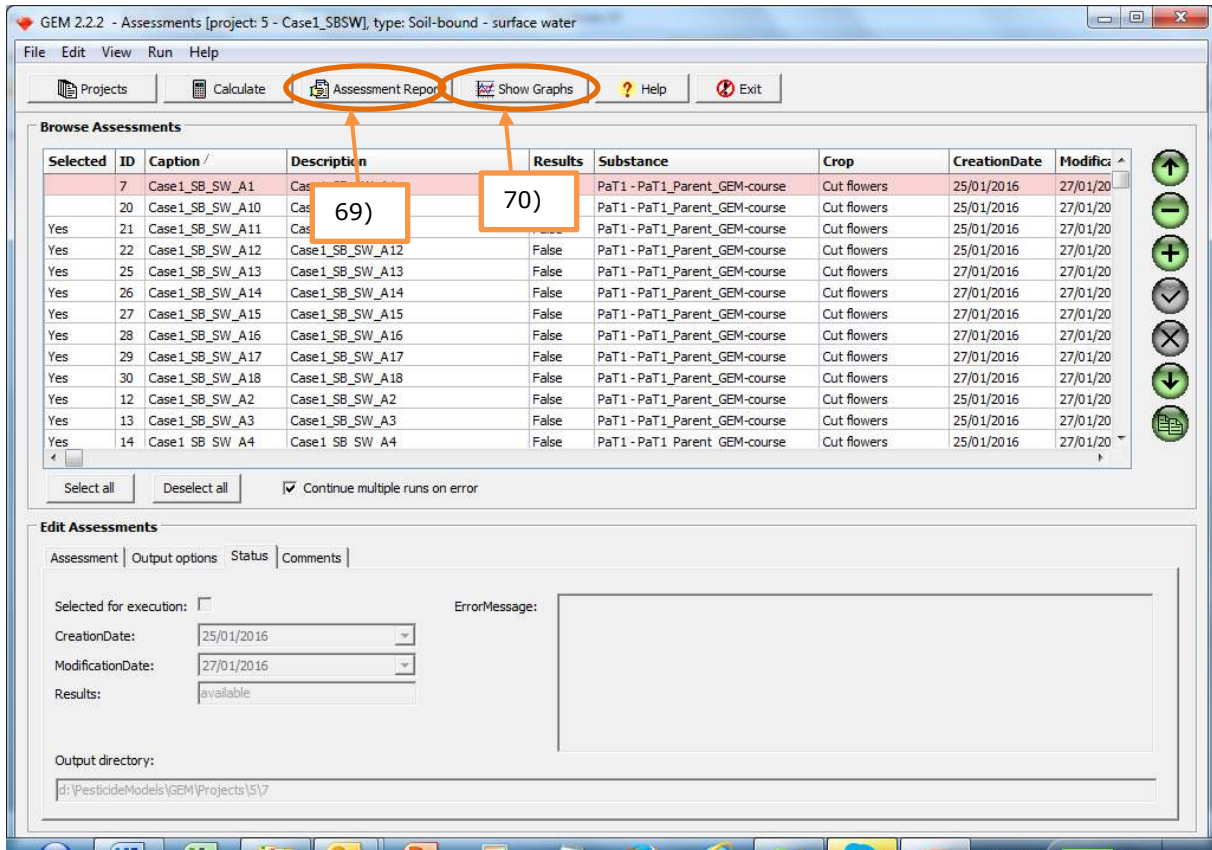 GEM 2.2.2 - Assessments [project: 5 - Case1_SBSW], type: Soil-bound - surface water
File Edit View Run Help
Projects Calculate Assessment Report Show Graphs Help Exit
Browse Assessments
Selected ID Caption Description Results Substance Crop CreationDate Modifica
7 Case1_SB_SW_A1 PaT1 - PaT1_Parent_GEM-course Cut flowers 25/01/2016 27/01/20
20 Case1_SB_SW_A10 PaT1 - PaT1_Parent_GEM-course Cut flowers 25/01/2016 27/01/20
Yes 21 Case1_SB_SW_A11 PaT1 - PaT1_Parent_GEM-course Cut flowers 25/01/2016 27/01/20
Yes 22 Case1_SB_SW_A12 Case1_SB_SW_A12 False PaT1 - PaT1_Parent_GEM-course Cut flowers 25/01/2016 27/01/20
Yes 25 Case1_SB_SW_A13 Case1_SB_SW_A13 False PaT1 - PaT1_Parent_GEM-course Cut flowers 27/01/2016 27/01/20
Yes 26 Case1_SB_SW_A14 Case1_SB_SW_A14 False PaT1 - PaT1_Parent_GEM-course Cut flowers 27/01/2016 27/01/20
Yes 27 Case1_SB_SW_A15 Case1_SB_SW_A15 False PaT1 - PaT1_Parent_GEM-course Cut flowers 27/01/2016 27/01/20
Yes 28 Case1_SB_SW_A16 Case1_SB_SW_A16 False PaT1 - PaT1_Parent_GEM-course Cut flowers 27/01/2016 27/01/20
Yes 29 Case1_SB_SW_A17 Case1_SB_SW_A17 False PaT1 - PaT1_Parent_GEM-course Cut flowers 27/01/2016 27/01/20
Yes 30 Case1_SB_SW_A18 Case1_SB_SW_A18 False PaT1 - PaT1_Parent_GEM-course Cut flowers 27/01/2016 27/01/20
Yes 12 Case1_SB_SW_A2 Case1_SB_SW_A2 False PaT1 - PaT1_Parent_GEM-course Cut flowers 25/01/2016 27/01/20
Yes 13 Case1_SB_SW_A3 Case1_SB_SW_A3 False PaT1 - PaT1_Parent_GEM-course Cut flowers 25/01/2016 27/01/20
Yes 14 Case1_SB_SW_A4 Case1_SB_SW_A4 False PaT1 - PaT1_Parent_GEM-course Cut flowers 25/01/2016 27/01/20
69) 70)
Select all Deselect all Continue multiple runs on error
Edit Assessments
Assessment Output options Status Comments
Selected for execution: ErrorMessage:
CreationDate: 25/01/2016
ModificationDate: 27/01/2016
Results: available
Output directory:
d:\PesticideModels\GEM\Projects\5\7